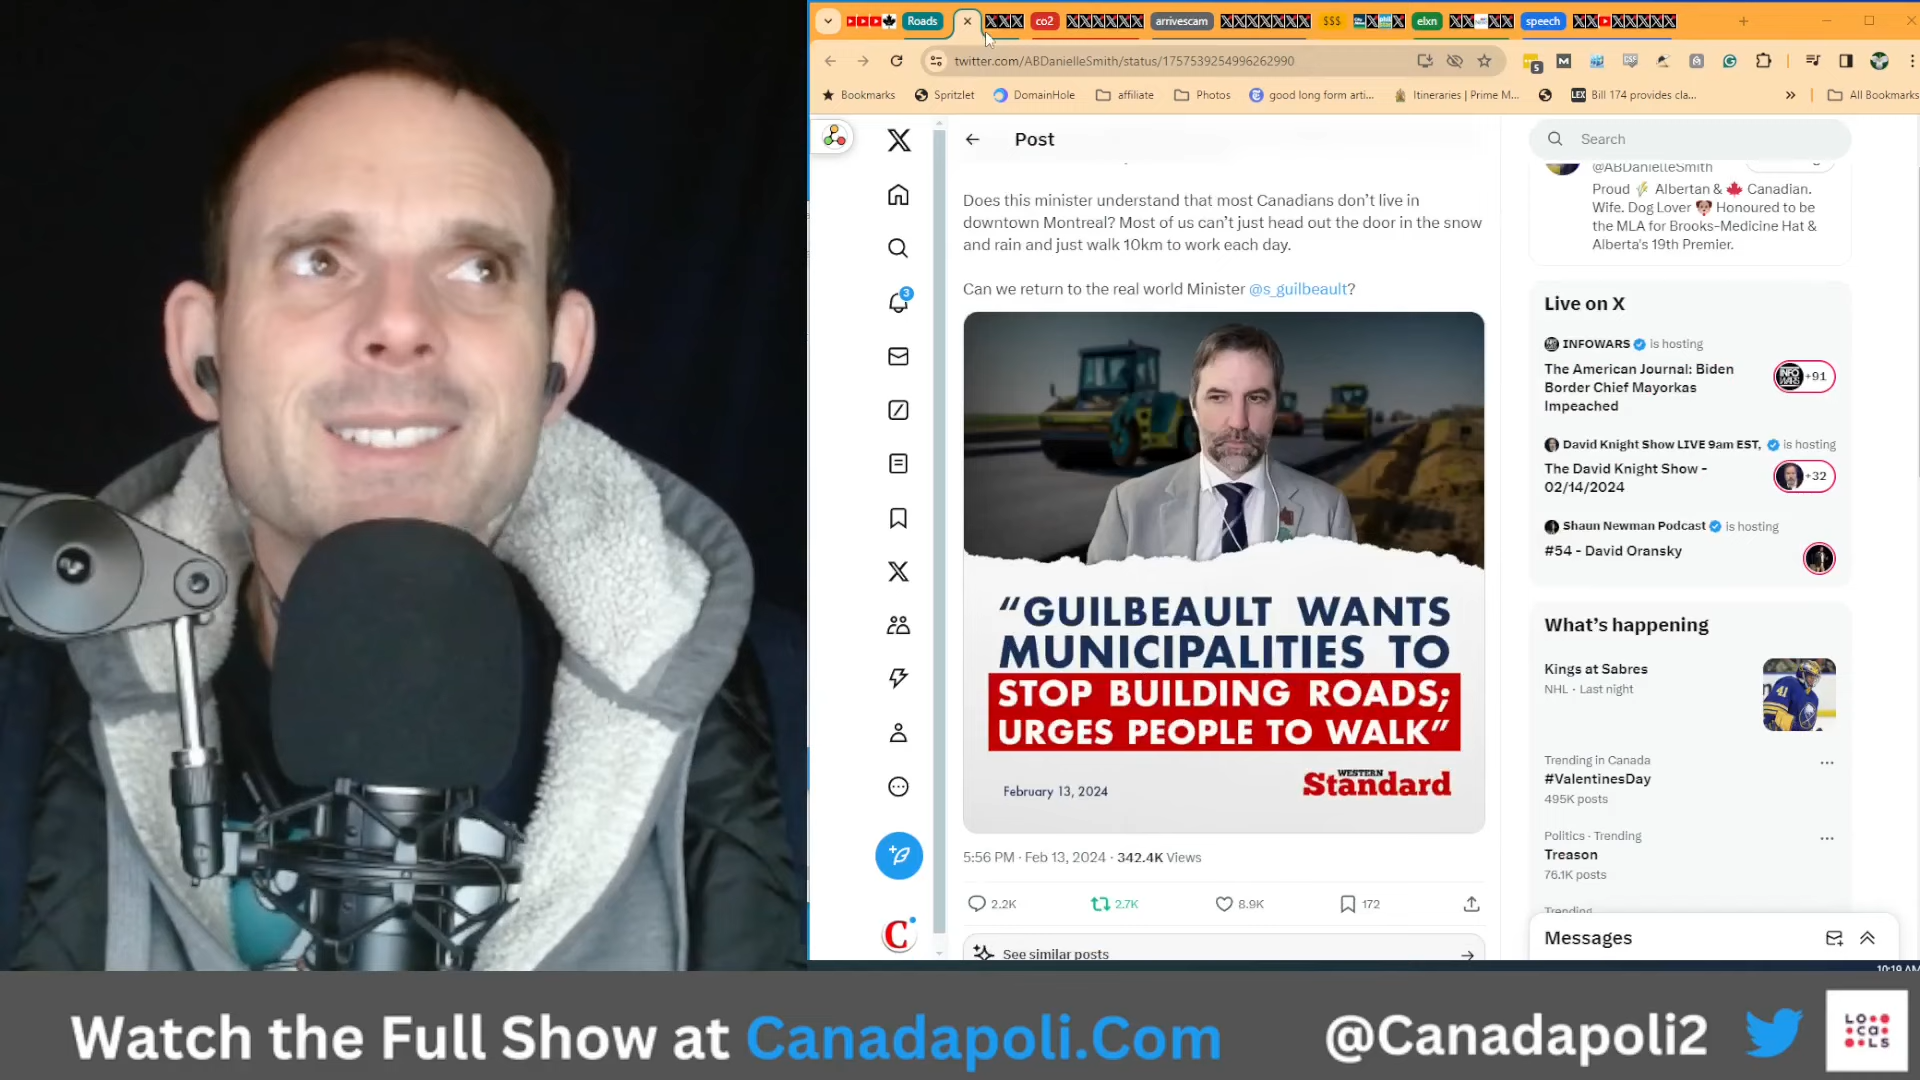 Roads
co2
arrivescam
$$$
elxn
speech
twitter.com/ABDanielleSmith/status/1757539254996262990
Bookmarks
Spritzlet
DomainHole
affiliate
Photos
good long form arti...
Itineraries | Prime M...
Bill 174 provides cla...
»
All Bookmarks
Post
Search
Does this minister understand that most Canadians don't live in
downtown Montreal? Most of us can't just head out the door in the snow
and rain and just walk 10km to work each day.
Can we return to the real world Minister @s_guilbeault?
"GUILBEAULT WANTS
MUNICIPALITIES TO
STOP BUILDING ROADS;
URGES PEOPLE TO WALK"
February 13, 2024
WESTERN
Standard
5:56 PM · Feb 13, 2024 · 342.4K Views
2.2K
2.7K
8.9K
172
See similar posts
@ABDanielleSmith
Proud Albertan & Canadian.
Wife. Dog Lover Honoured to be
the MLA for Brooks-Medicine Hat &
Alberta's 19th Premier.
Live on X
INFOWARS is hosting
The American Journal: Biden
Border Chief Mayorkas
Impeached
+91
David Knight Show LIVE 9am EST, is hosting
The David Knight Show -
02/14/2024
+32
Shaun Newman Podcast is hosting
#54 - David Oransky
What's happening
Kings at Sabres
NHL · Last night
Trending in Canada
#ValentinesDay
495K posts
Politics · Trending
Treason
76.1K posts
Trending
Messages
10:19 AM
3
5
C
Watch the Full Show at Canadapoli.Com
@Canadapoli2
LO
ca
LS